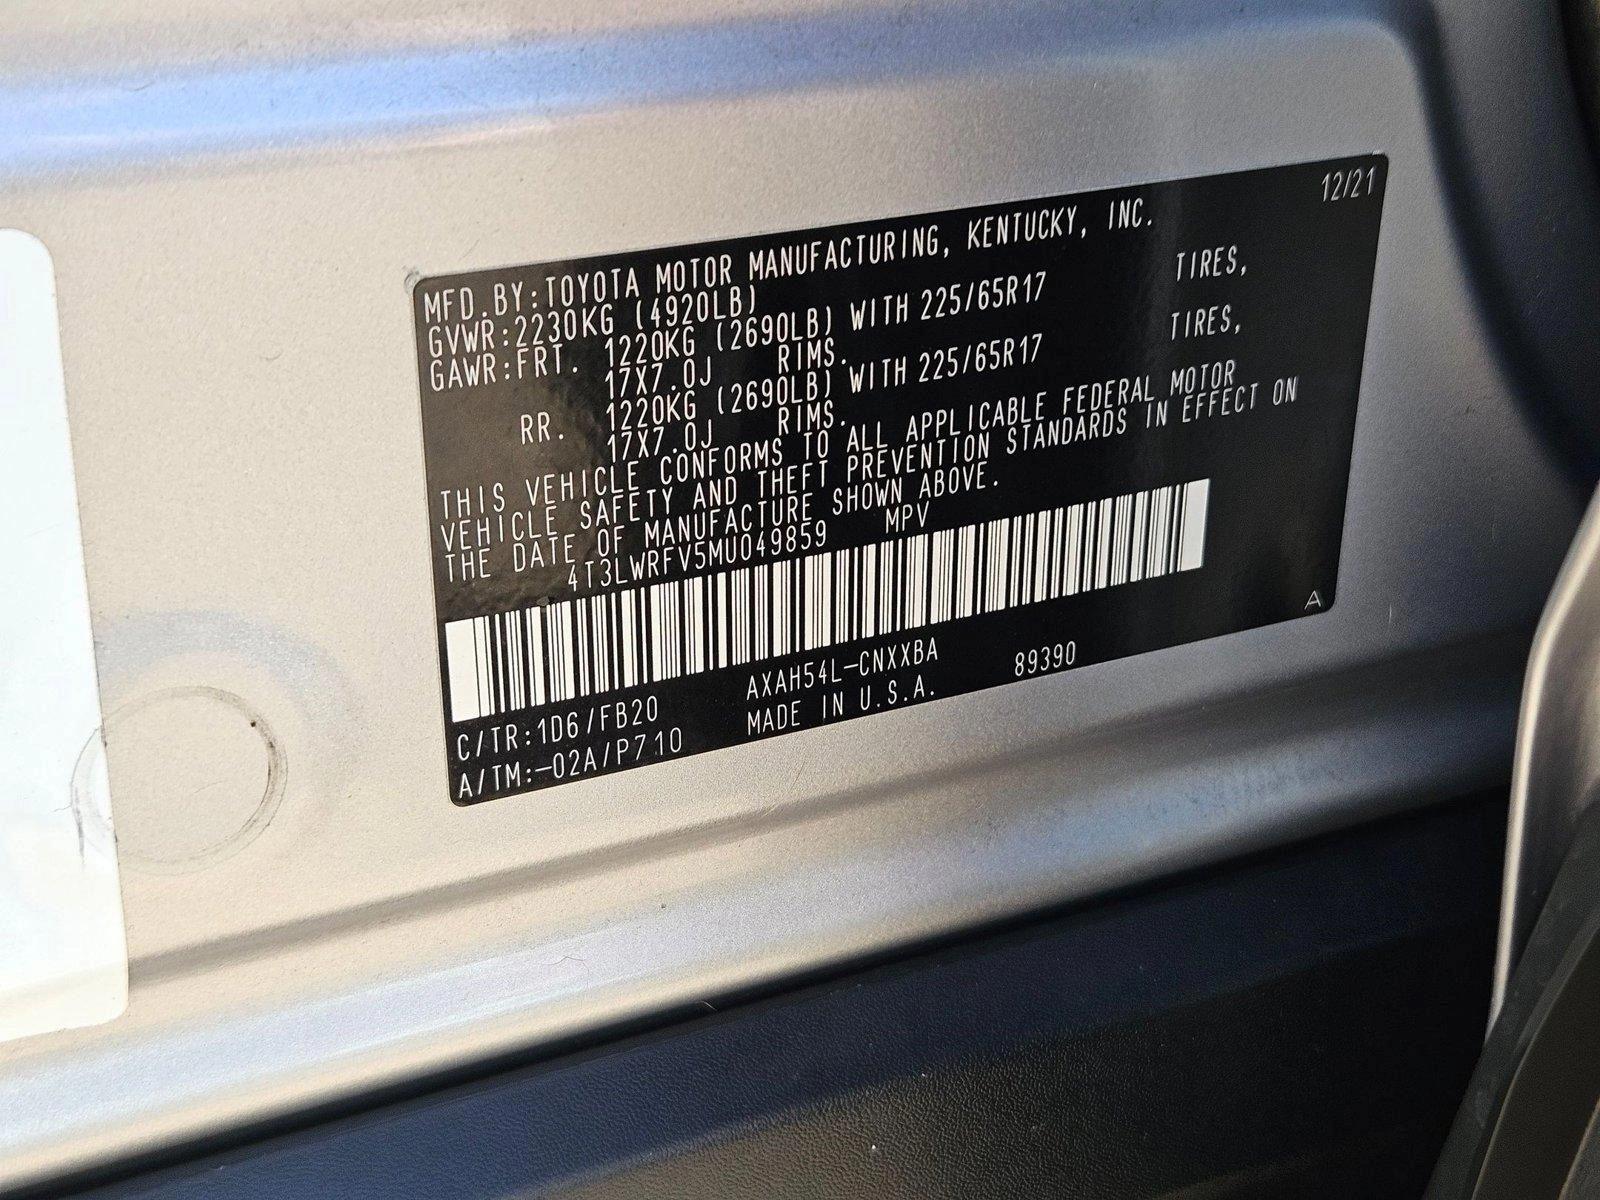 12/21
MFD.BY:TOYOTA MOTOR MANUFACTURING, KENTUCKY, INC.
GVWR:2230KG (4920LB)
GAWR:FRT. 1220KG (2690LB) WITH 225/65R17 TIRES,
17X7.0J RIMS.
RR. 1220KG (2690LB) WITH 225/65R17 TIRES,
17X7.0J RIMS.
THIS VEHICLE CONFORMS TO ALL APPLICABLE FEDERAL MOTOR
VEHICLE SAFETY AND THEFT PREVENTION STANDARDS IN EFFECT ON
THE DATE OF MANUFACTURE SHOWN ABOVE.
4T3LWRFV5MU049859 MPV
A
C/TR:1D6/FB20 AXAH54L-CNXXBA 89390
A/TM:-02A/P710 MADE IN U.S.A.